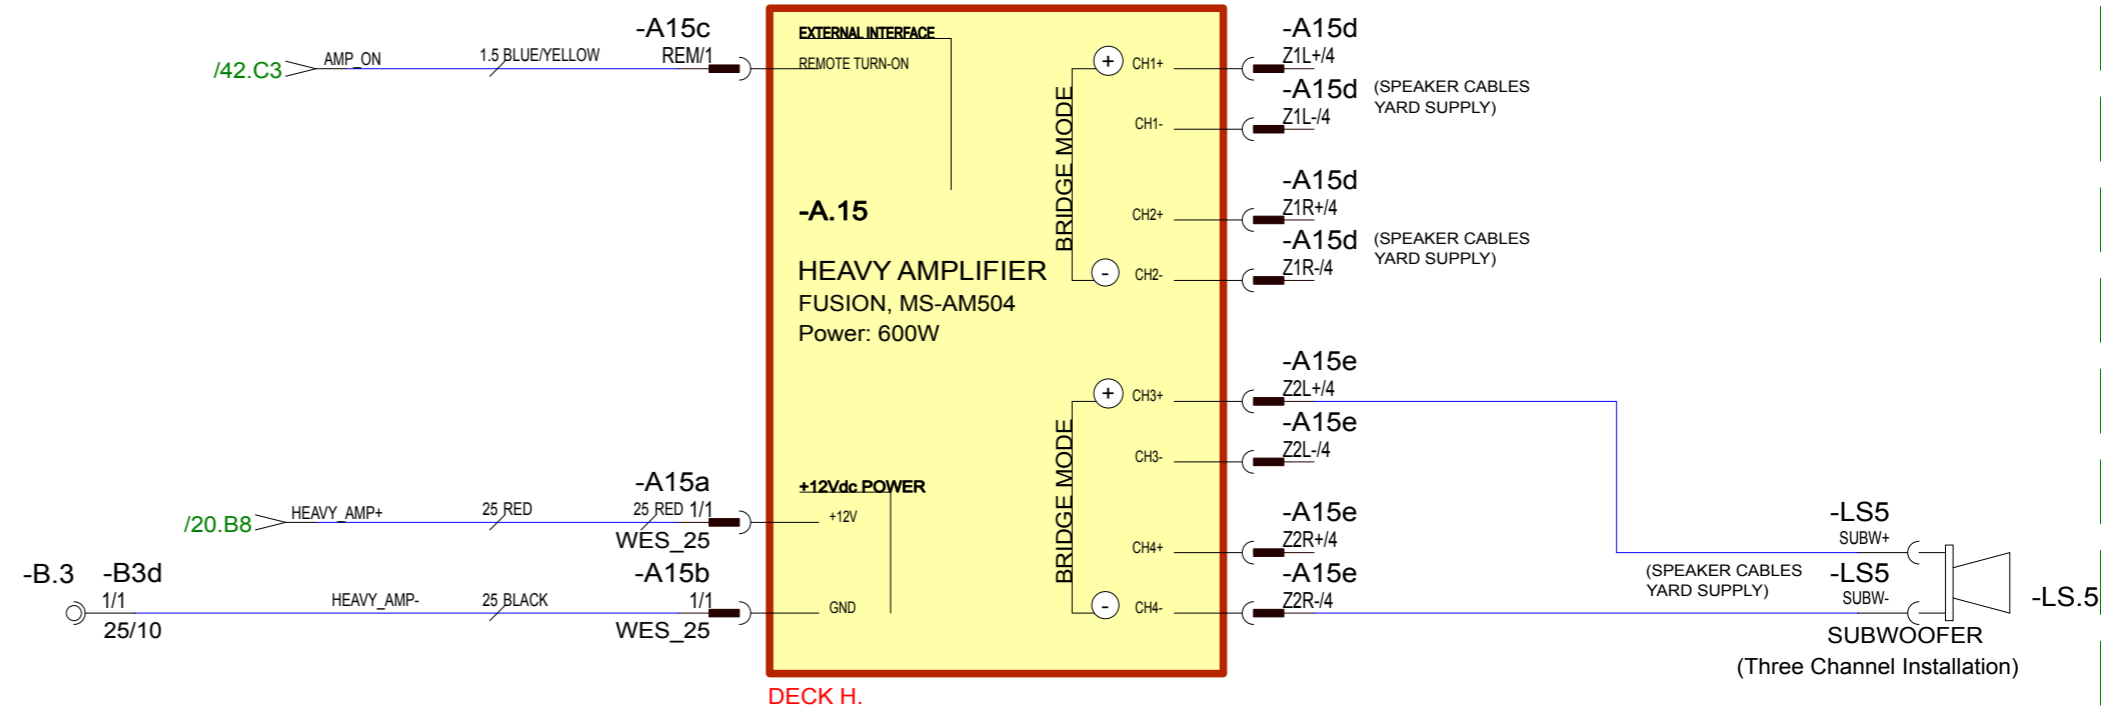 -A15c
/42.C3
AMP_ON
1.5 BLUE/YELLOW
REM/1
EXTERNAL INTERFACE
REMOTE TURN-ON
-A.15
HEAVY AMPLIFIER
FUSION, MS-AM504
Power: 600W
+12Vdc POWER
+12V
GND
BRIDGE MODE
+
CH1+
CH1-
CH2+
-
CH2-
BRIDGE MODE
+
CH3+
CH3-
CH4+
-
CH4-
DECK H.
/20.B8
HEAVY_AMP+
25 RED
-A15a
25 RED 1/1
WES_25
-B.3
-B3d
1/1
25/10
HEAVY_AMP-
25 BLACK
-A15b
1/1
WES_25
-A15d
Z1L+/4
-A15d
Z1L-/4
(SPEAKER CABLES
YARD SUPPLY)
-A15d
Z1R+/4
-A15d
Z1R-/4
(SPEAKER CABLES
YARD SUPPLY)
-A15e
Z2L+/4
-A15e
Z2L-/4
-A15e
Z2R+/4
-A15e
Z2R-/4
(SPEAKER CABLES
YARD SUPPLY)
-LS5
SUBW+
-LS5
SUBW-
-LS.5
SUBWOOFER
(Three Channel Installation)